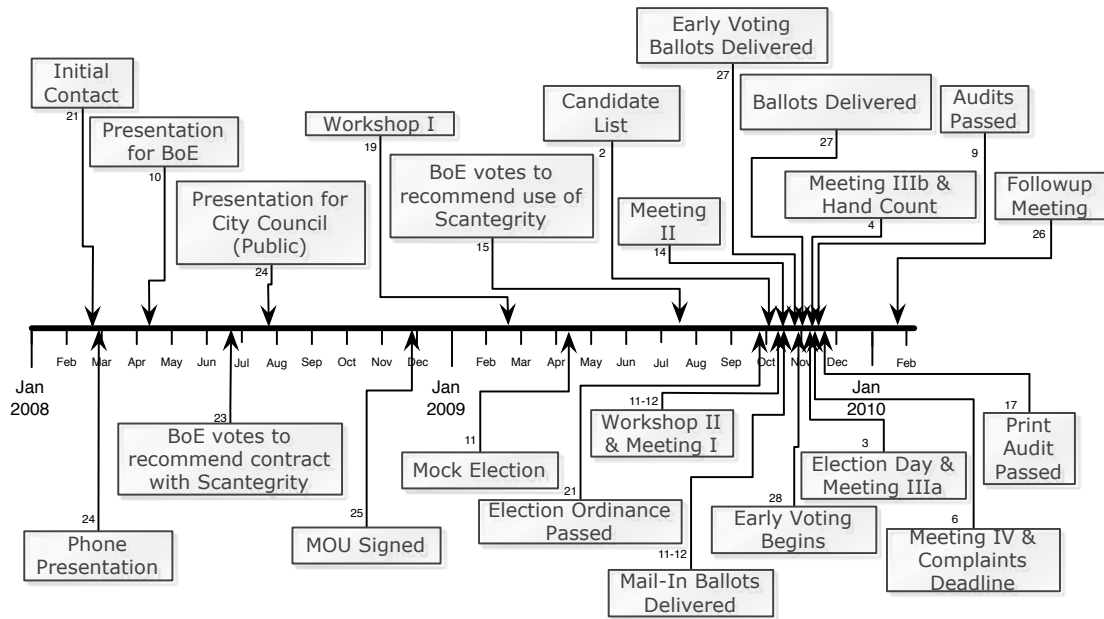 Initial
Contact
21
Presentation
for BoE
10
Presentation for
City Council
(Public)
24
Workshop I
19
BoE votes to
recommend use of
Scantegrity
15
Candidate
List
2
Meeting
II
14
Early Voting
Ballots Delivered
27
Ballots Delivered
27
Meeting IIIb &
Hand Count
4
Audits
Passed
9
Followup
Meeting
26
Feb Mar Apr May Jun Jul Aug Sep Oct Nov Dec Feb Mar Apr May Jun Jul Aug Sep Oct Nov Dec Feb
Jan
2008
Jan
2009
Jan
2010
24
Phone
Presentation
23
BoE votes to
recommend contract
with Scantegrity
25
MOU Signed
11
Mock Election
21
Election Ordinance
Passed
11-12
Workshop II
& Meeting I
11-12
Mail-In Ballots
Delivered
28
Early Voting
Begins
3
Election Day &
Meeting IIIa
6
Meeting IV &
Complaints
Deadline
17
Print
Audit
Passed